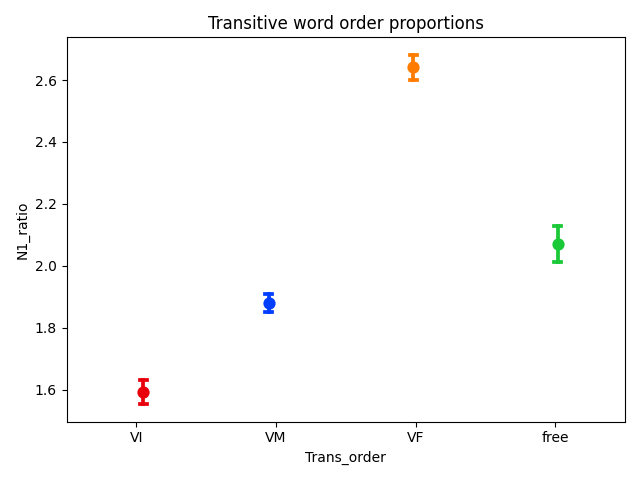 Transitive word order proportions
N1_ratio
2.6
2.4
2.2
2.0
1.8
1.6
VI VM VF free
Trans_order